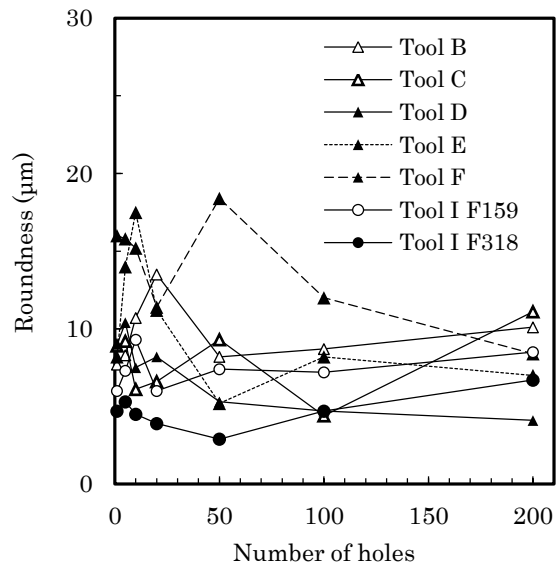 30
20
10
0
Roundness (μm)
Tool B
Tool C
Tool D
Tool E
Tool F
Tool I F159
Tool I F318
0 50 100 150 200
Number of holes